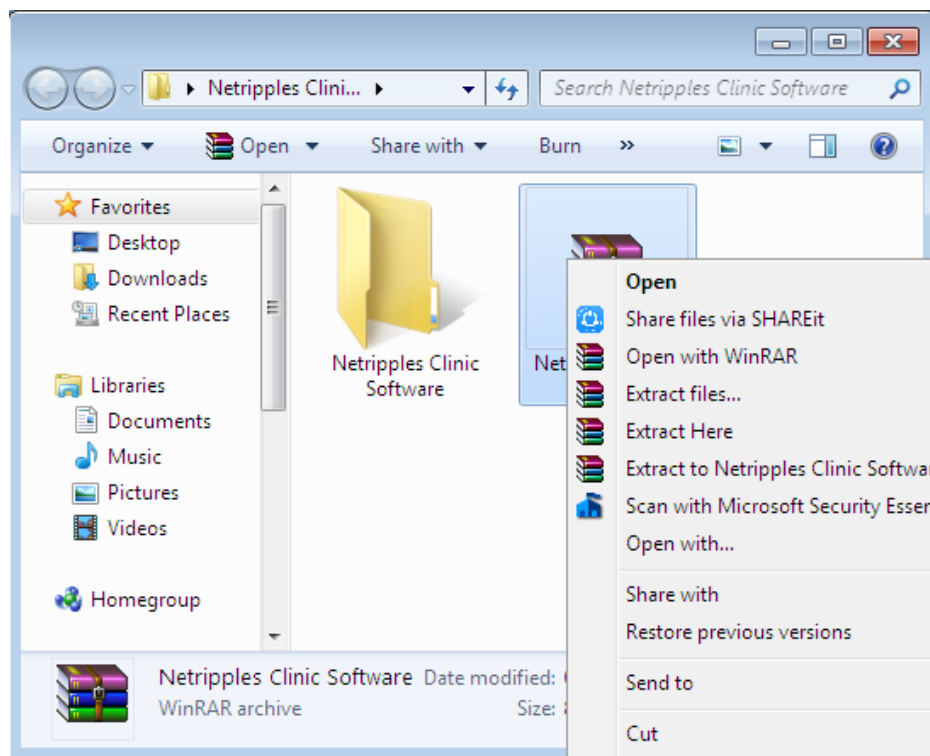 Netripples Clini...
Search Netripples Clinic Software
Organize
Open
Share with
Burn
»
Favorites
Desktop
Downloads
Recent Places
Libraries
Documents
Music
Pictures
Videos
Homegroup
Netripples Clinic
Software
Net
Open
Share files via SHAREit
Open with WinRAR
Extract files...
Extract Here
Extract to Netripples Clinic Softwa
Scan with Microsoft Security Essen
Open with...
Share with
Restore previous versions
Send to
Cut
Netripples Clinic Software Date modified:
WinRAR archive Size: